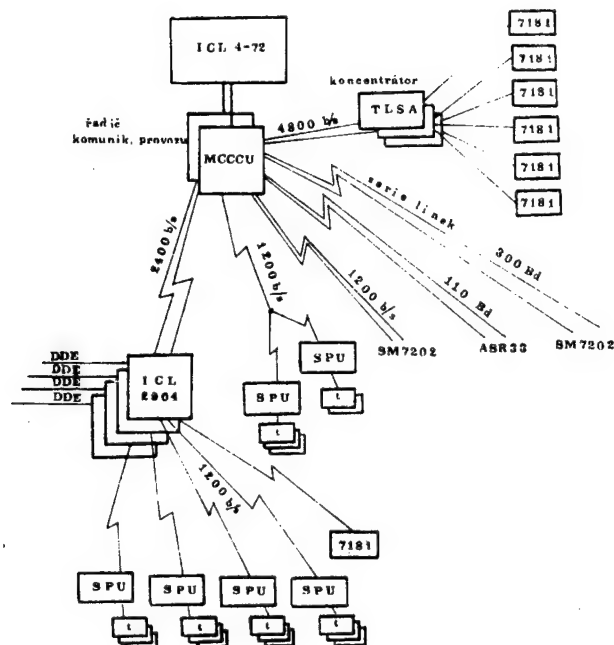 ICL 4-72
7181
7181
7181
7181
7181
7181
koncentrátor
TLSA
4800 b/s
řadič
komunik. provozu
MCCCU
serie linek
300 Bd
110 Bd
1200 b/s
1200 b/s
2400 b/s
SM7202
ASR33
SM7202
DDE
DDE
DDE
DDE
ICL
2904
SPU
t
SPU
t
1200 b/s
7181
SPU
SPU
SPU
SPU
t
t
t
t